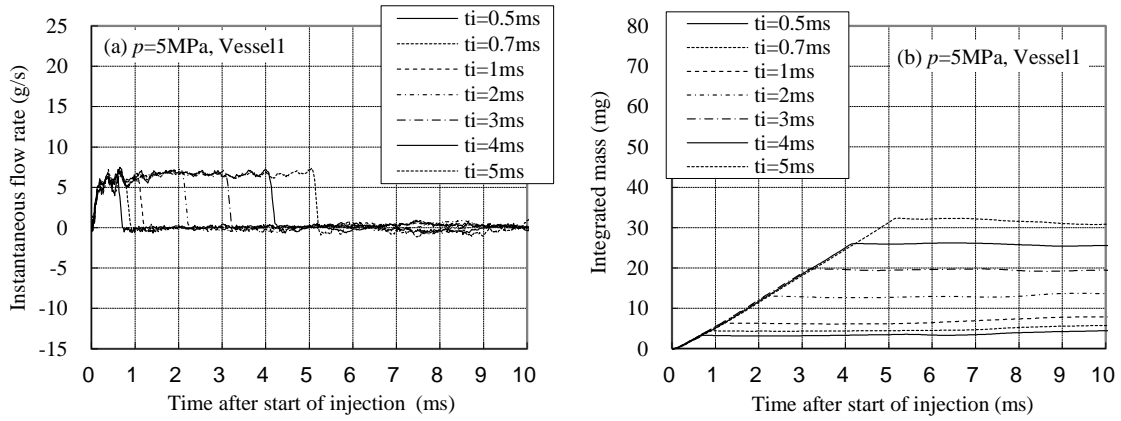 (a) p=5MPa, Vessel1
ti=0.5ms
ti=0.7ms
ti=1ms
ti=2ms
ti=3ms
ti=4ms
ti=5ms
Instantaneous flow rate (g/s)
25
20
15
10
5
0
-5
-10
-15
0 1 2 3 4 5 6 7 8 9 10
Time after start of injection (ms)
(b) p=5MPa, Vessel1
ti=0.5ms
ti=0.7ms
ti=1ms
ti=2ms
ti=3ms
ti=4ms
ti=5ms
Integrated mass (mg)
80
70
60
50
40
30
20
10
0
0 1 2 3 4 5 6 7 8 9 10
Time after start of injection (ms)